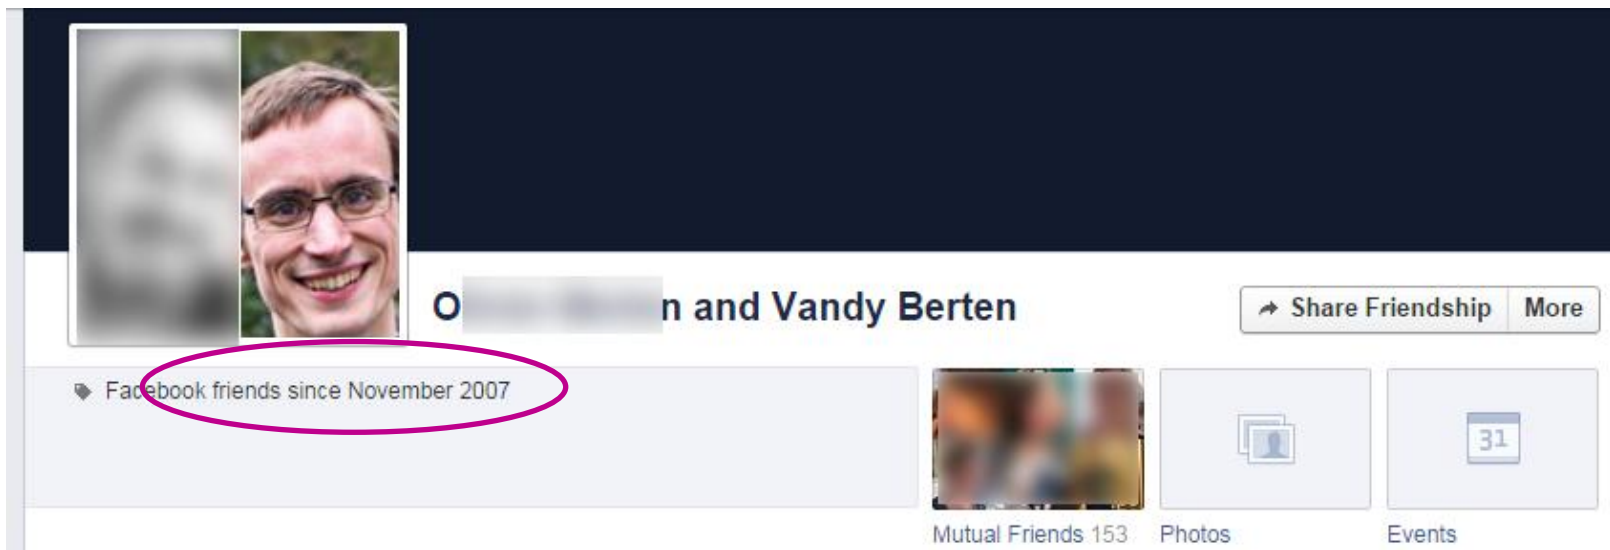 O n and Vandy Berten
Share Friendship
More
Facebook friends since November 2007
31
Mutual Friends 153
Photos
Events